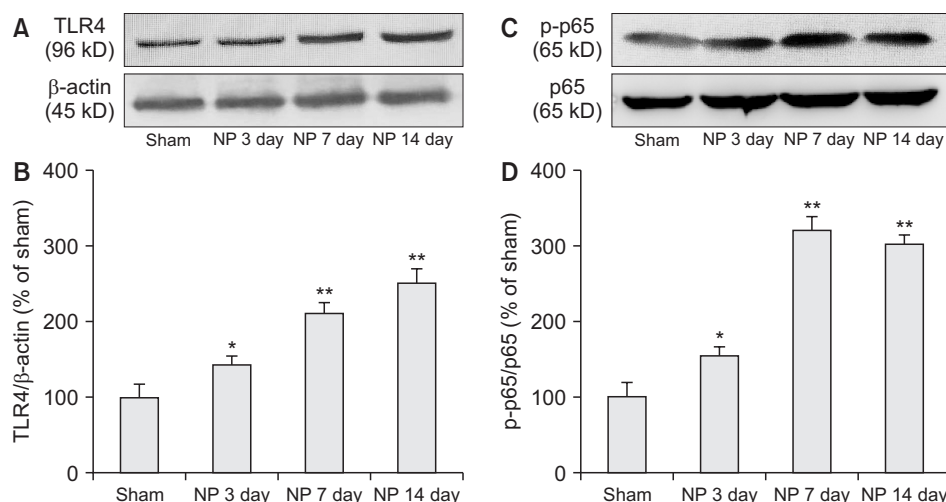 A
TLR4
(96 kD)
β-actin
(45 kD)
Sham NP 3 day NP 7 day NP 14 day
C
p-p65
(65 kD)
p65
(65 kD)
Sham NP 3 day NP 7 day NP 14 day
B
TLR4/β-actin (% of sham)
400
300
200
100
0
*
**
**
Sham NP 3 day NP 7 day NP 14 day
D
p-p65/p65 (% of sham)
400
300
200
100
0
*
**
**
Sham NP 3 day NP 7 day NP 14 day